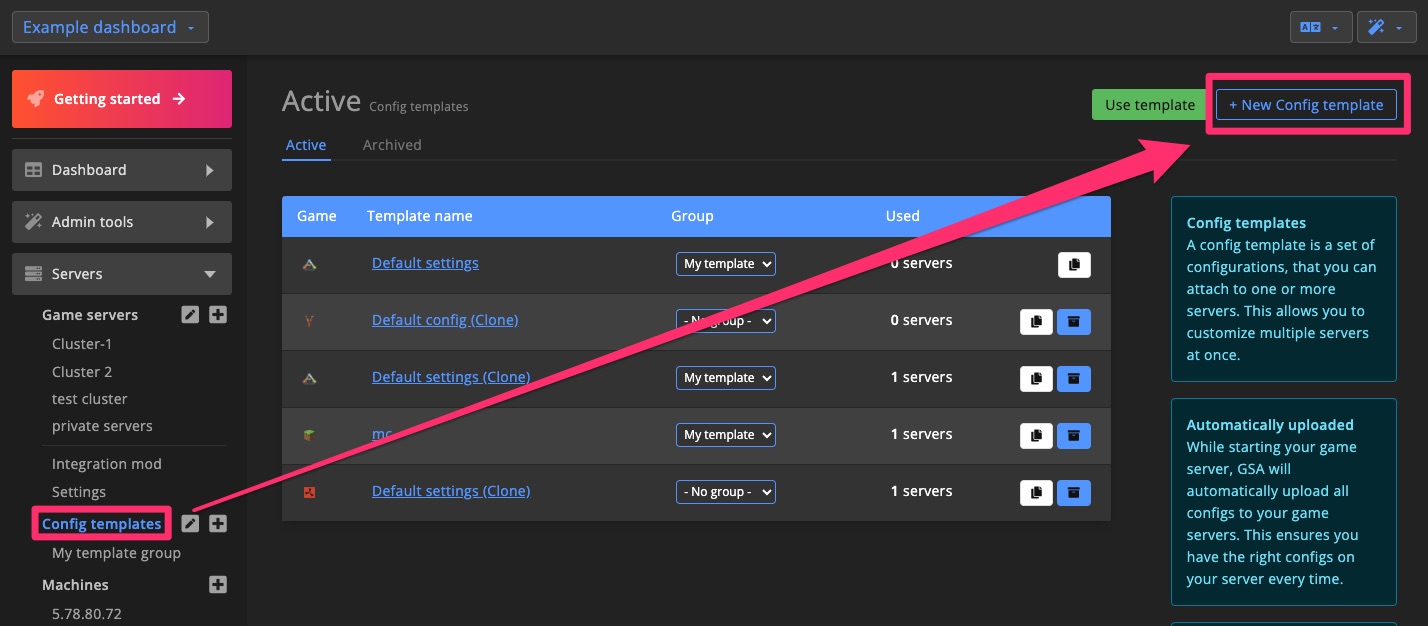 Example dashboard
Getting started
Dashboard
Admin tools
Servers
Game servers
Cluster-1
Cluster 2
test cluster
private servers
Integration mod
Settings
Config templates
My template group
Machines
5.78.80.72
Active Config templates
Use template
+ New Config template
Active Archived
Game Template name Group Used
Default settings My template 0 servers
Default config (Clone) - No group - 0 servers
Default settings (Clone) My template 1 servers
mc My template 1 servers
Default settings (Clone) - No group - 1 servers
Config templates
A config template is a set of
configurations, that you can
attach to one or more
servers. This allows you to
customize multiple servers
at once.
Automatically uploaded
While starting your game
server, GSA will
automatically upload all
configs to your game
servers. This ensures you
have the right configs on
your server every time.